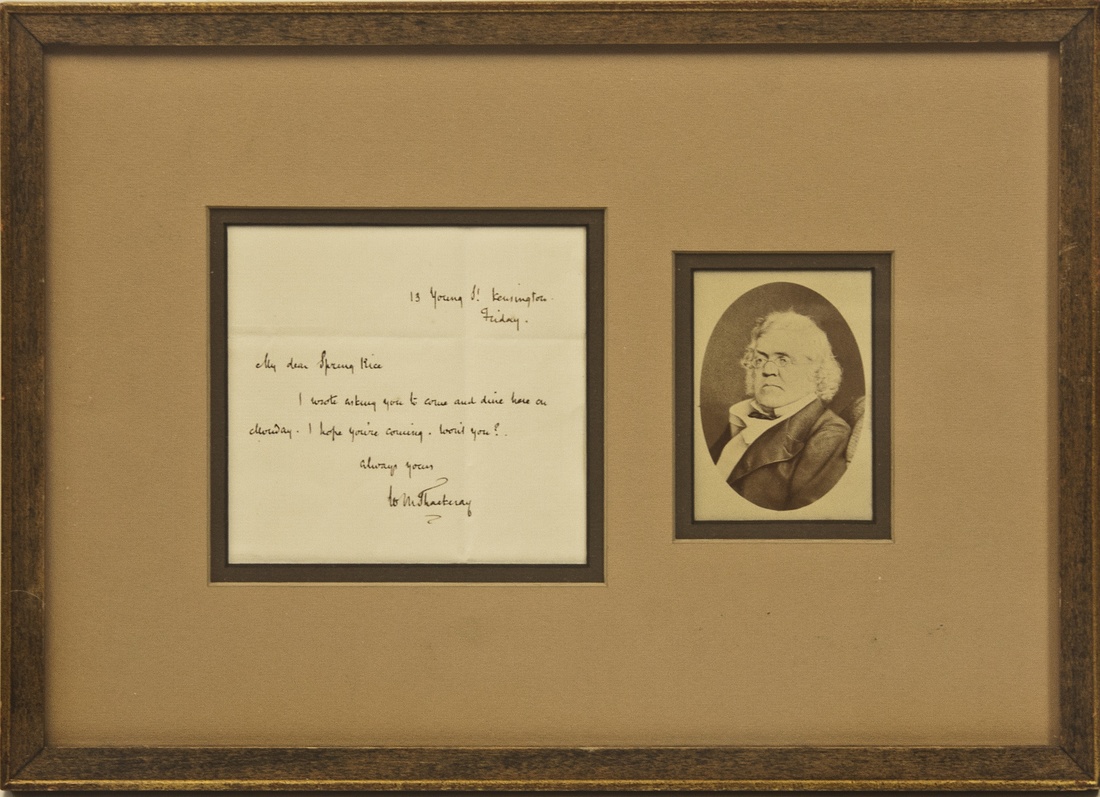 13 Young St Kensington.
Friday.
My dear Spring Rice
I wrote asking you to come and dine here on
Monday. I hope you're coming. Won't you?.
Always yours
W M Thackeray